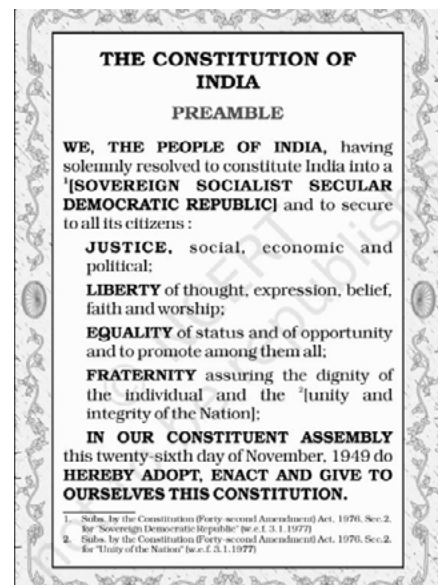 THE CONSTITUTION OF
INDIA
PREAMBLE
WE, THE PEOPLE OF INDIA, having
solemnly resolved to constitute India into a
¹[SOVEREIGN SOCIALIST SECULAR
DEMOCRATIC REPUBLIC] and to secure
to all its citizens :
JUSTICE, social, economic and
political;
LIBERTY of thought, expression, belief,
faith and worship;
EQUALITY of status and of opportunity
and to promote among them all;
FRATERNITY assuring the dignity of
the individual and the ²[unity and
integrity of the Nation];
IN OUR CONSTITUENT ASSEMBLY
this twenty-sixth day of November, 1949 do
HEREBY ADOPT, ENACT AND GIVE TO
OURSELVES THIS CONSTITUTION.
1. Subs. by the Constitution (Forty-second Amendment) Act, 1976, Sec.2,
for "Sovereign Democratic Republic" (w.e.f. 3.1.1977)
2. Subs. by the Constitution (Forty-second Amendment) Act, 1976, Sec.2,
for "Unity of the Nation" (w.e.f. 3.1.1977)
© NCERT